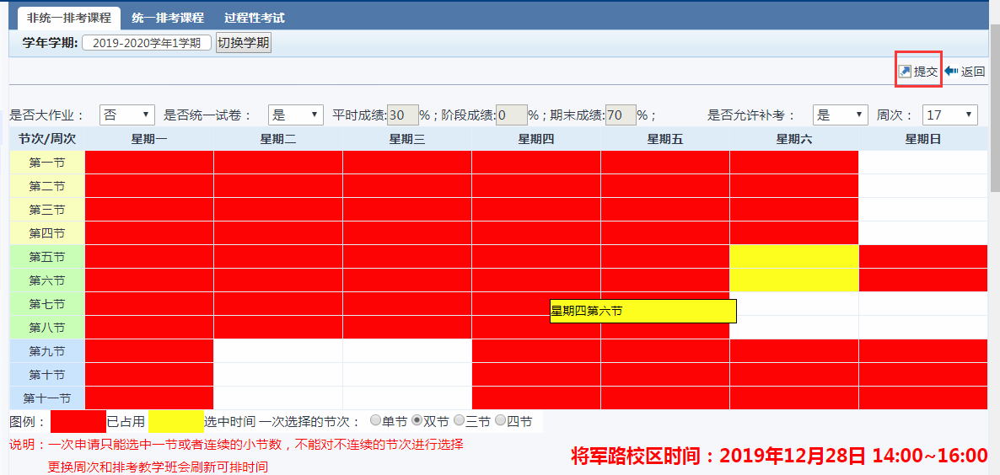 非统一排考课程 统一排考课程 过程性考试
学年学期: 2019-2020学年1学期 切换学期
提交 返回
是否大作业： 否 是否统一试卷： 是 平时成绩:30 %；阶段成绩:0 %；期末成绩:70 %； 是否允许补考： 是 周次： 17
节次/周次 星期一 星期二 星期三 星期四 星期五 星期六 星期日
第一节
第二节
第三节
第四节
第五节
第六节
第七节
星期四第六节
第八节
第九节
第十节
第十一节
图例： 已占用 选中时间 一次选择的节次： 单节 双节 三节 四节
说明：一次申请只能选中一节或者连续的小节数，不能对不连续的节次进行选择
更换周次和排考教学班会刷新可排时间
将军路校区时间：2019年12月28日 14:00~16:00